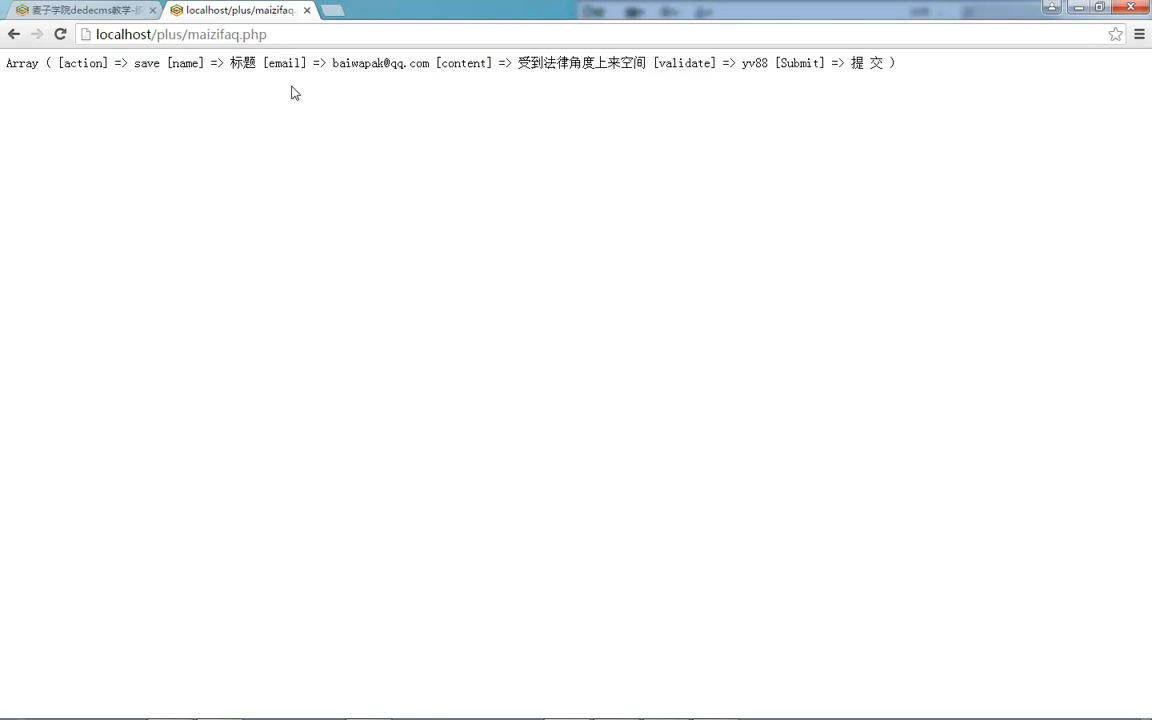 麦子学院dedecms教学-
localhost/plus/maizifaq.
localhost/plus/maizifaq.php
Array ( [action] => save [name] => 标题 [email] => baiwapak@qq.com [content] => 受到法律角度上来空间 [validate] => yv88 [Submit] => 提 交 )